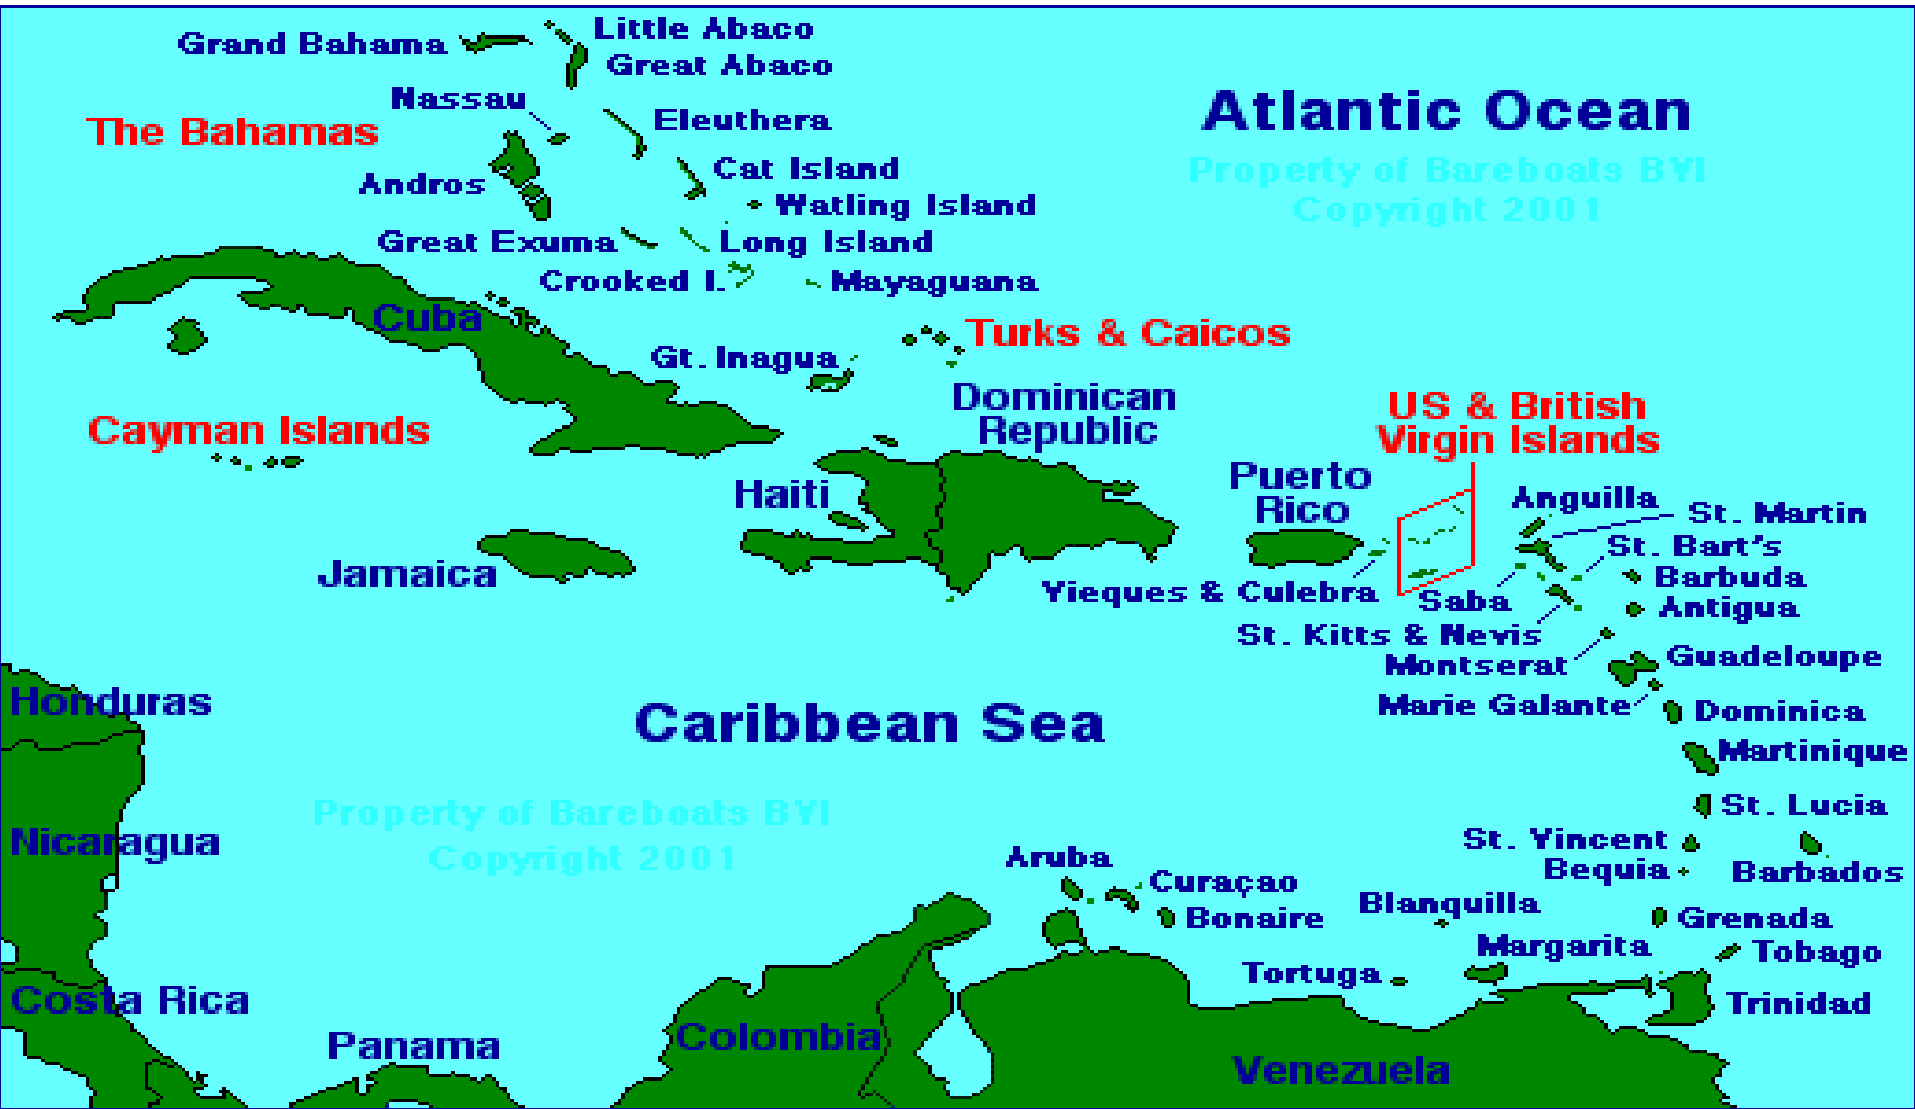 Little Abaco
Grand Bahama
Great Abaco
Nassau
Eleuthera
The Bahamas
Atlantic Ocean
Property of Bareboats BVI
Copyright 2001
Cat Island
Andros
Watling Island
Great Exuma
Long Island
Crooked I.
Mayaguana
Cuba
Turks & Caicos
Gt. Inagua
Dominican
Republic
US & British
Virgin Islands
Cayman Islands
Haiti
Puerto
Rico
Anguilla
St. Martin
St. Bart's
Jamaica
Vieques & Culebra
Saba
Barbuda
Antigua
St. Kitts & Nevis
Montserrat
Guadeloupe
Marie Galante
Dominica
Honduras
Caribbean Sea
Martinique
Property of Bareboats BVI
Copyright 2001
St. Lucia
Nicaragua
St. Vincent
Bequia
Barbados
Aruba
Curaçao
Bonaire
Blanquilla
Grenada
Margarita
Tobago
Tortuga
Costa Rica
Trinidad
Panama
Colombia
Venezuela